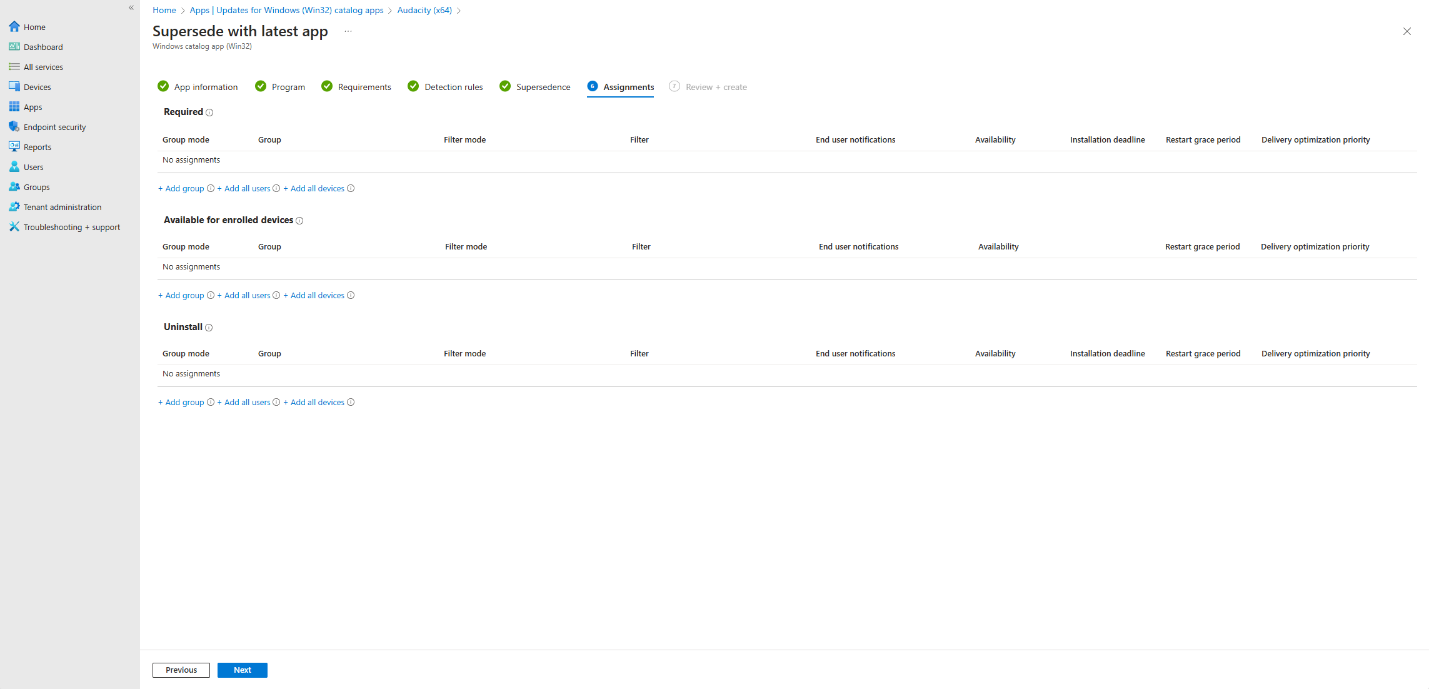 «
Home
Dashboard
All services
Devices
Apps
Endpoint security
Reports
Users
Groups
Tenant administration
Troubleshooting + support
Home > Apps | Updates for Windows (Win32) catalog apps > Audacity (x64) >
Supersede with latest app ...
Windows catalog app (Win32)
App information Program Requirements Detection rules Supersedence 6 Assignments 7 Review + create
Required
Group mode Group Filter mode Filter End user notifications Availability Installation deadline Restart grace period Delivery optimization priority
No assignments
+ Add group + Add all users + Add all devices
Available for enrolled devices
Group mode Group Filter mode Filter End user notifications Availability Restart grace period Delivery optimization priority
No assignments
+ Add group + Add all users + Add all devices
Uninstall
Group mode Group Filter mode Filter End user notifications Availability Installation deadline Restart grace period Delivery optimization priority
No assignments
+ Add group + Add all users + Add all devices
Previous Next